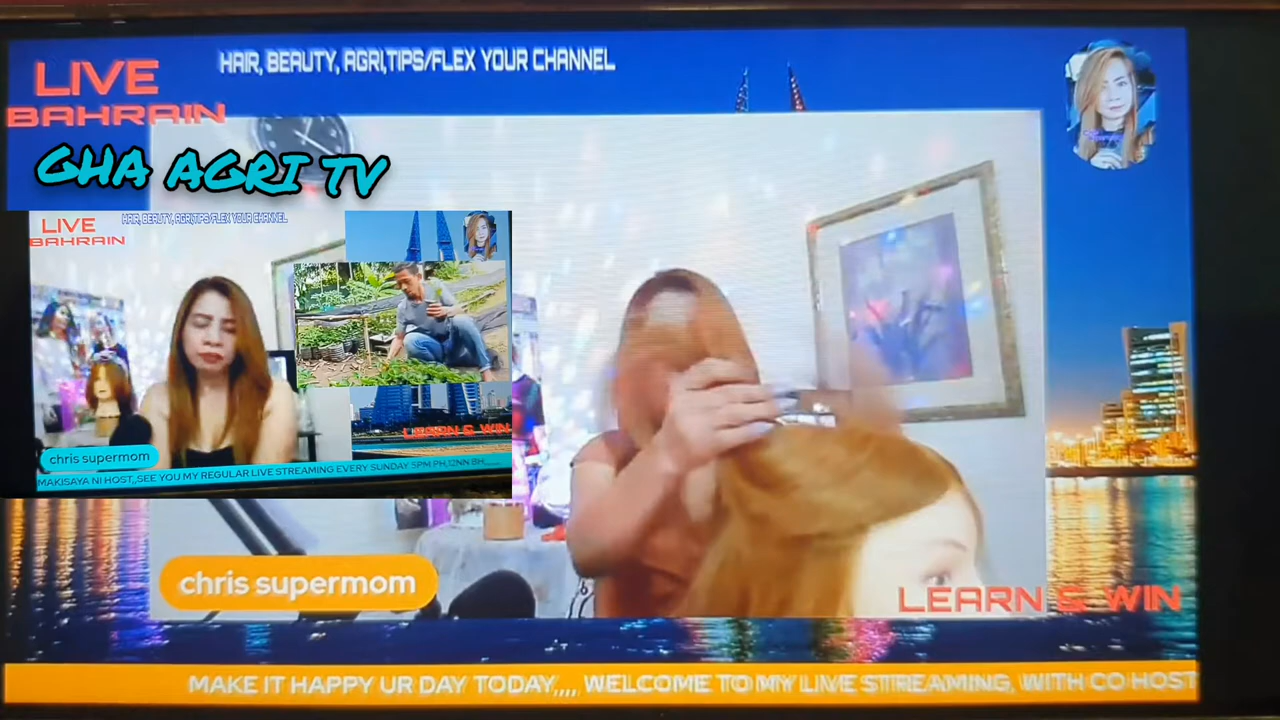 HAIR, BEAUTY, AGRI,TIPS/FLEX YOUR CHANNEL
LIVE
BAHRAIN
GHA AGRI TV
LIVE
BAHRAIN
HAIR, BEAUTY, AGRI,TIPS/FLEX YOUR CHANNEL
LEARN & WIN
chris supermom
MAKISAYA NI HOST,,SEE YOU MY REGULAR LIVE STREAMING EVERY SUNDAY 5PM PH,12NN BH,,,,,,
chris supermom
LEARN & WIN
MAKE IT HAPPY UR DAY TODAY,,,, WELCOME TO MY LIVE STREAMING, WITH CO HOST